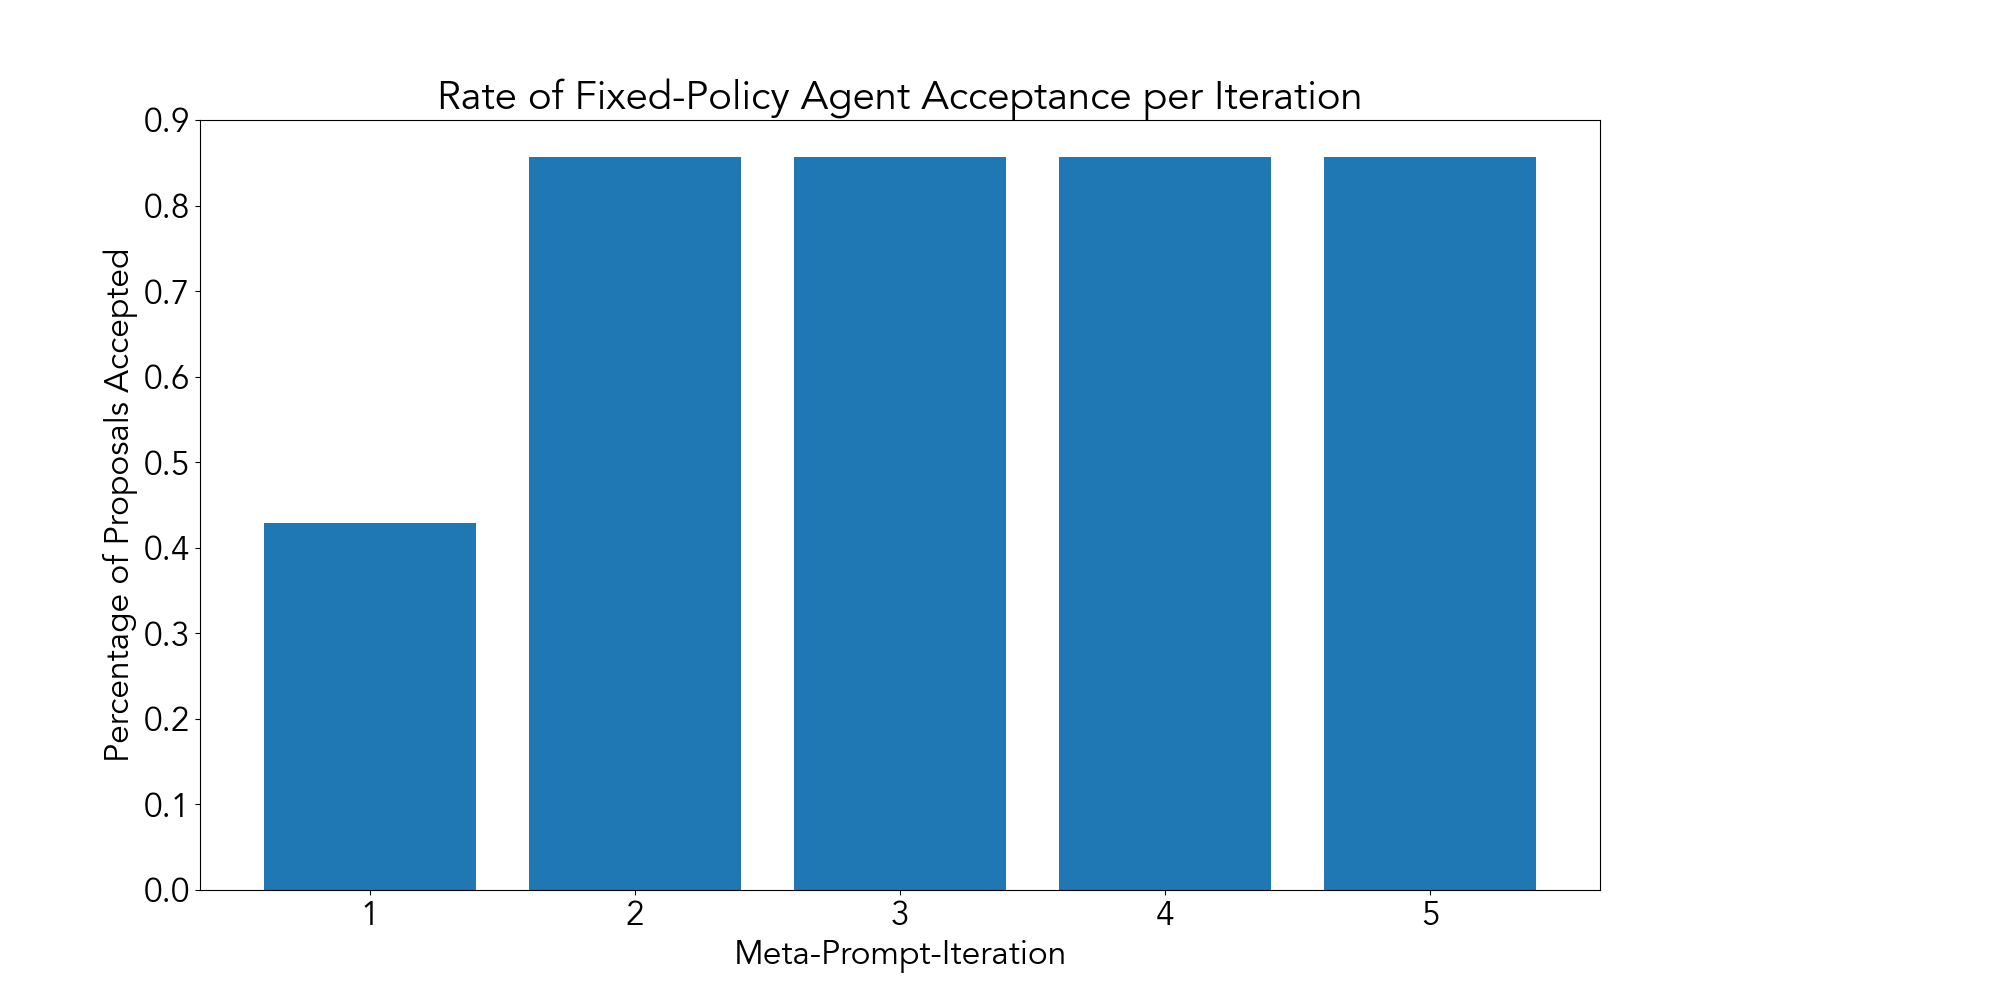 Rate of Fixed-Policy Agent Acceptance per Iteration
Percentage of Proposals Accepted
0.9
0.8
0.7
0.6
0.5
0.4
0.3
0.2
0.1
0.0
1 2 3 4 5
Meta-Prompt-Iteration